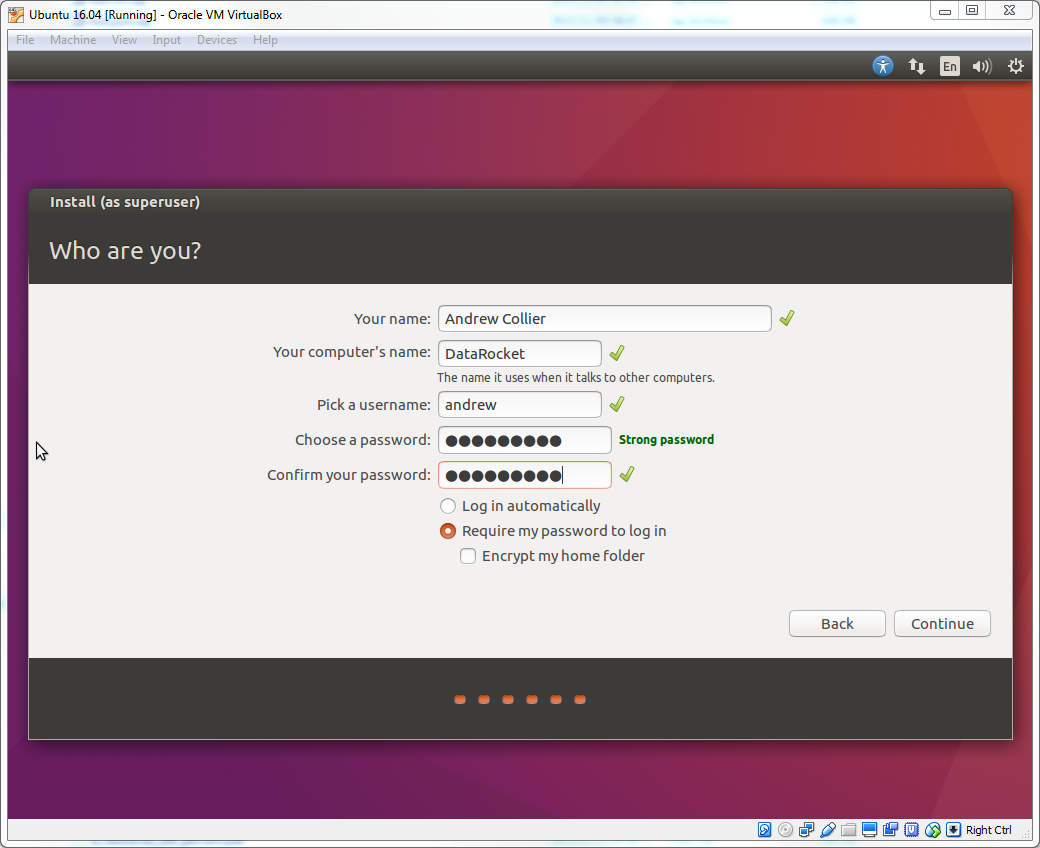 Ubuntu 16.04 [Running] - Oracle VM VirtualBox
File Machine View Input Devices Help
En
Install (as superuser)
Who are you?
Your name: Andrew Collier
Your computer's name: DataRocket
The name it uses when it talks to other computers.
Pick a username: andrew
Choose a password: ●●●●●●●●● Strong password
Confirm your password: ●●●●●●●●●
Log in automatically
Require my password to log in
Encrypt my home folder
Back Continue
Right Ctrl